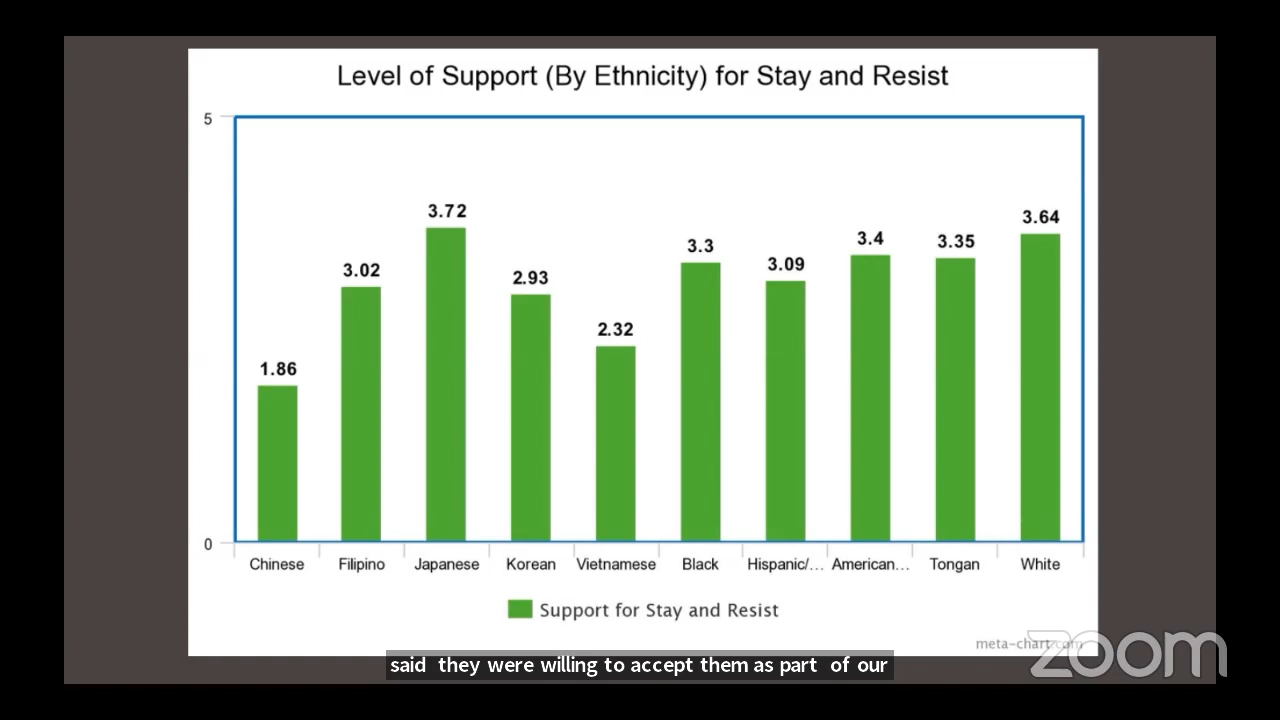 Level of Support (By Ethnicity) for Stay and Resist
5
1.86
3.02
3.72
2.93
2.32
3.3
3.09
3.4
3.35
3.64
0
Chinese
Filipino
Japanese
Korean
Vietnamese
Black
Hispanic/...
American...
Tongan
White
Support for Stay and Resist
meta-chart.com
zoom
said they were willing to accept them as part of our